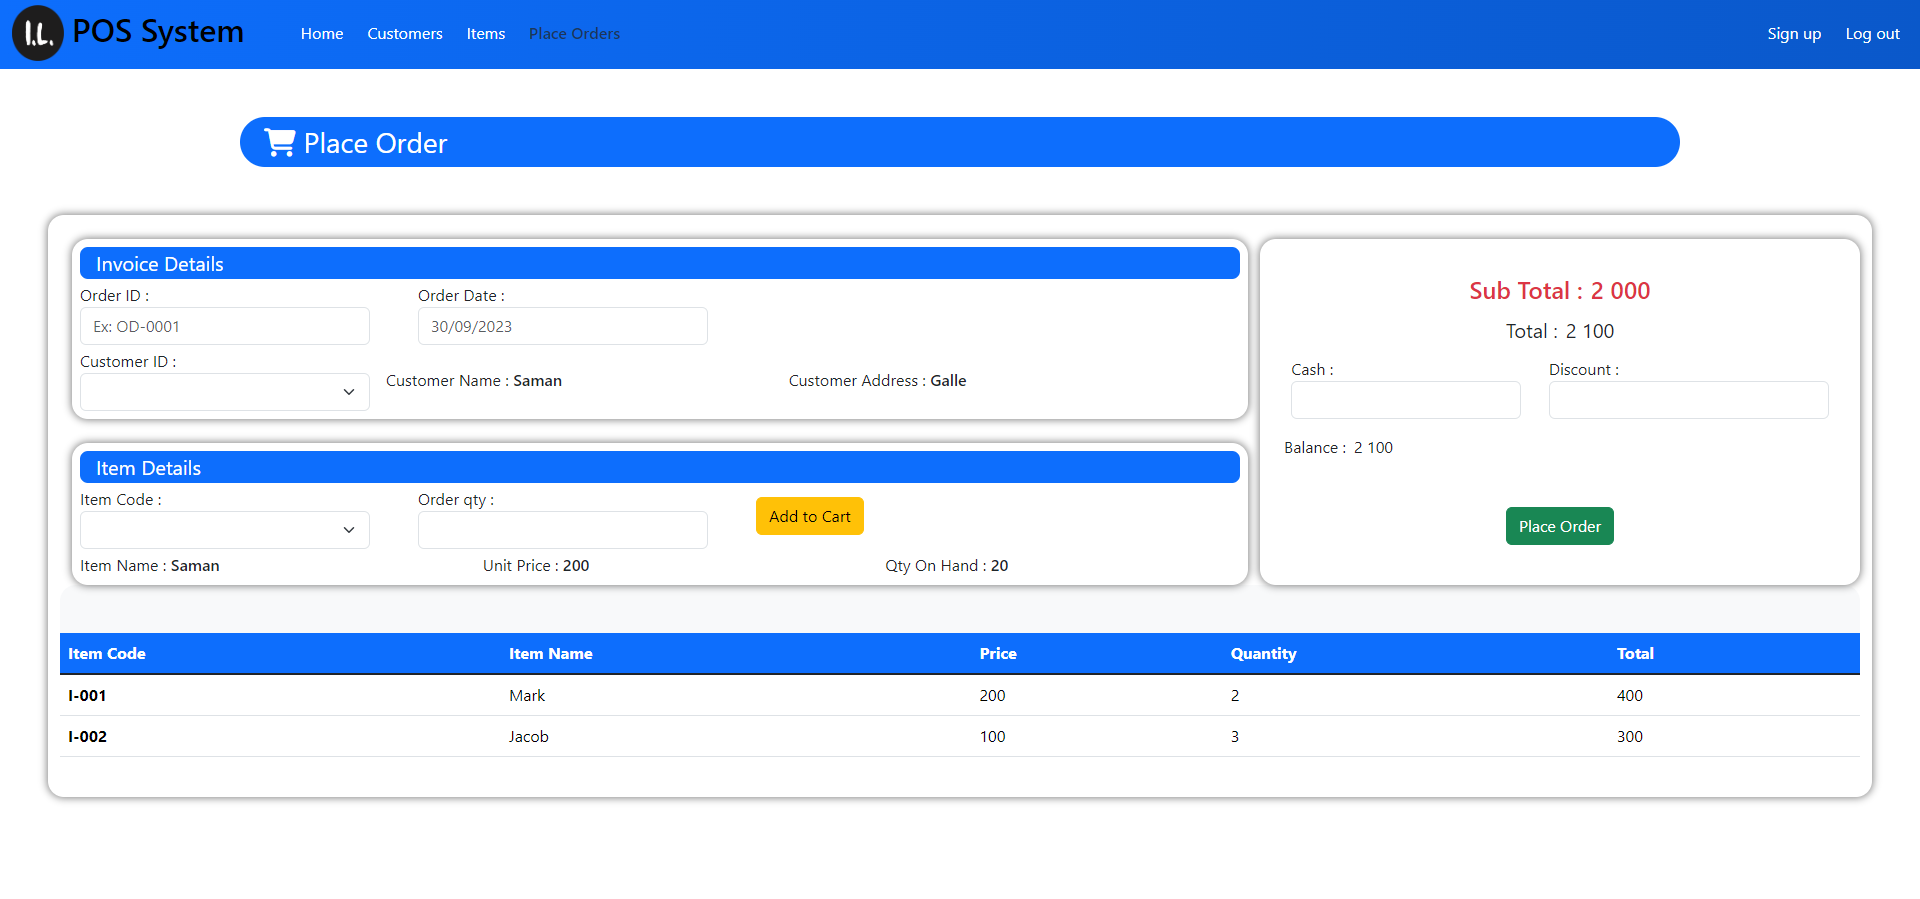 I.L. POS System Home Customers Items Place Orders Sign up Log out
Place Order
Invoice Details
Order ID : Order Date :
Ex: OD-0001 30/09/2023
Customer ID :
Customer Name : Saman Customer Address : Galle
Item Details
Item Code : Order qty :
Add to Cart
Item Name : Saman Unit Price : 200 Qty On Hand : 20
Sub Total : 2 000
Total : 2 100
Cash : Discount :
Balance : 2 100
Place Order
Item Code Item Name Price Quantity Total
I-001 Mark 200 2 400
I-002 Jacob 100 3 300